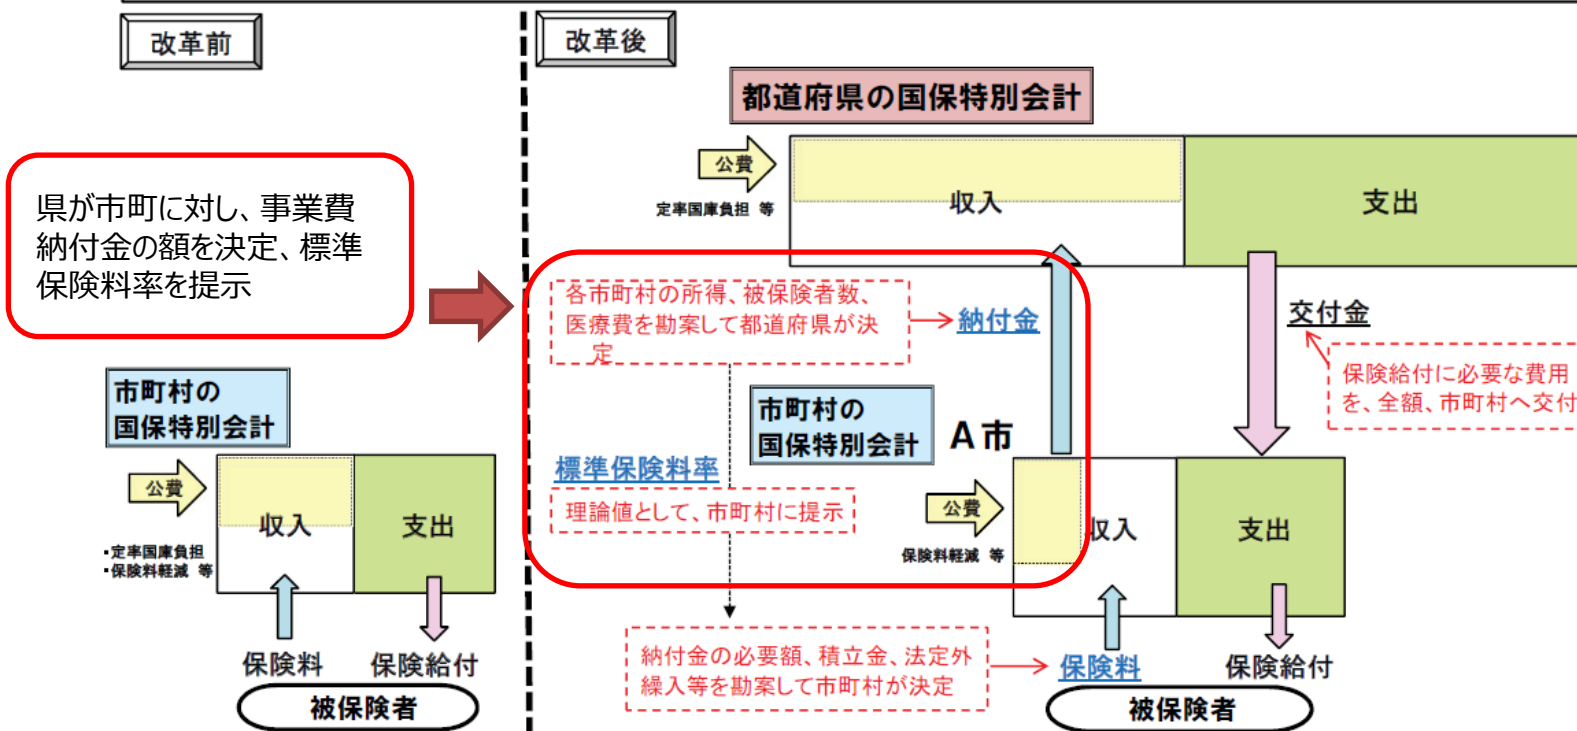 改革前
県が市町に対し、事業費
納付金の額を決定、標準
保険料率を提示
市町村の
国保特別会計
公費
・定率国庫負担
・保険料軽減 等
収入
支出
保険料
保険給付
被保険者
改革後
都道府県の国保特別会計
公費
定率国庫負担 等
収入
支出
各市町村の所得、被保険者数、
医療費を勘案して都道府県が決
定
納付金
交付金
保険給付に必要な費用
を、全額、市町村へ交付
市町村の
国保特別会計
A市
標準保険料率
理論値として、市町村に提示
公費
保険料軽減 等
収入
支出
納付金の必要額、積立金、法定外
繰入等を勘案して市町村が決定
保険料
保険給付
被保険者